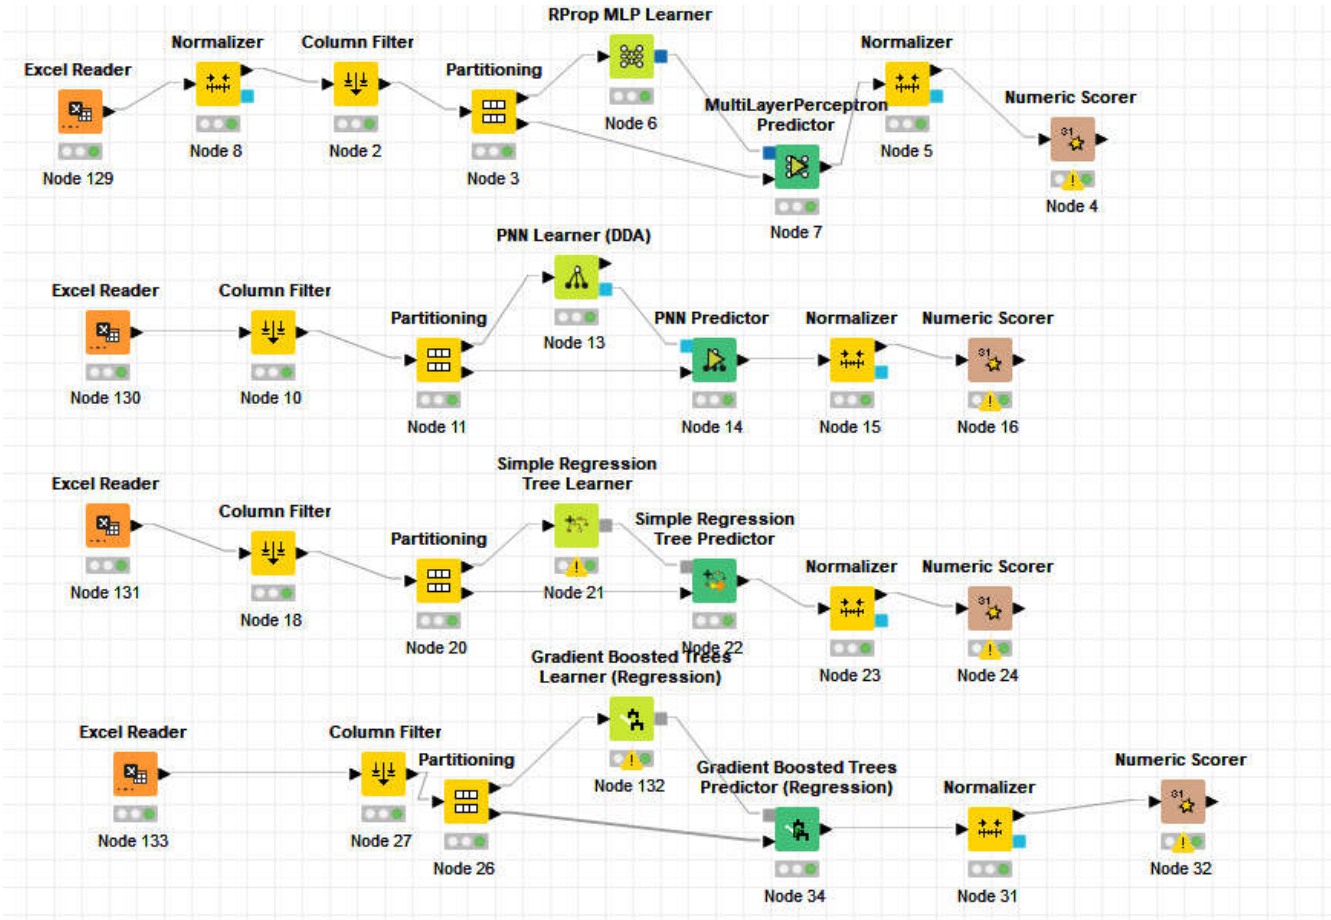 RProp MLP Learner
Normalizer
Column Filter
Normalizer
Excel Reader
Partitioning
Numeric Scorer
MultiLayerPerceptron
Predictor
Node 6
Node 8
Node 2
Node 5
Node 129
Node 3
Node 4
Node 7
PNN Learner (DDA)
Excel Reader
Column Filter
Partitioning
PNN Predictor
Normalizer
Numeric Scorer
Node 13
Node 130
Node 10
Node 11
Node 14
Node 15
Node 16
Simple Regression
Tree Learner
Excel Reader
Column Filter
Simple Regression
Tree Predictor
Partitioning
Normalizer
Numeric Scorer
Node 131
Node 21
Node 18
Node 20
Node 22
Node 23
Node 24
Gradient Boosted Trees
Learner (Regression)
Excel Reader
Column Filter
Partitioning
Numeric Scorer
Gradient Boosted Trees
Predictor (Regression)
Normalizer
Node 132
Node 133
Node 27
Node 26
Node 32
Node 34
Node 31